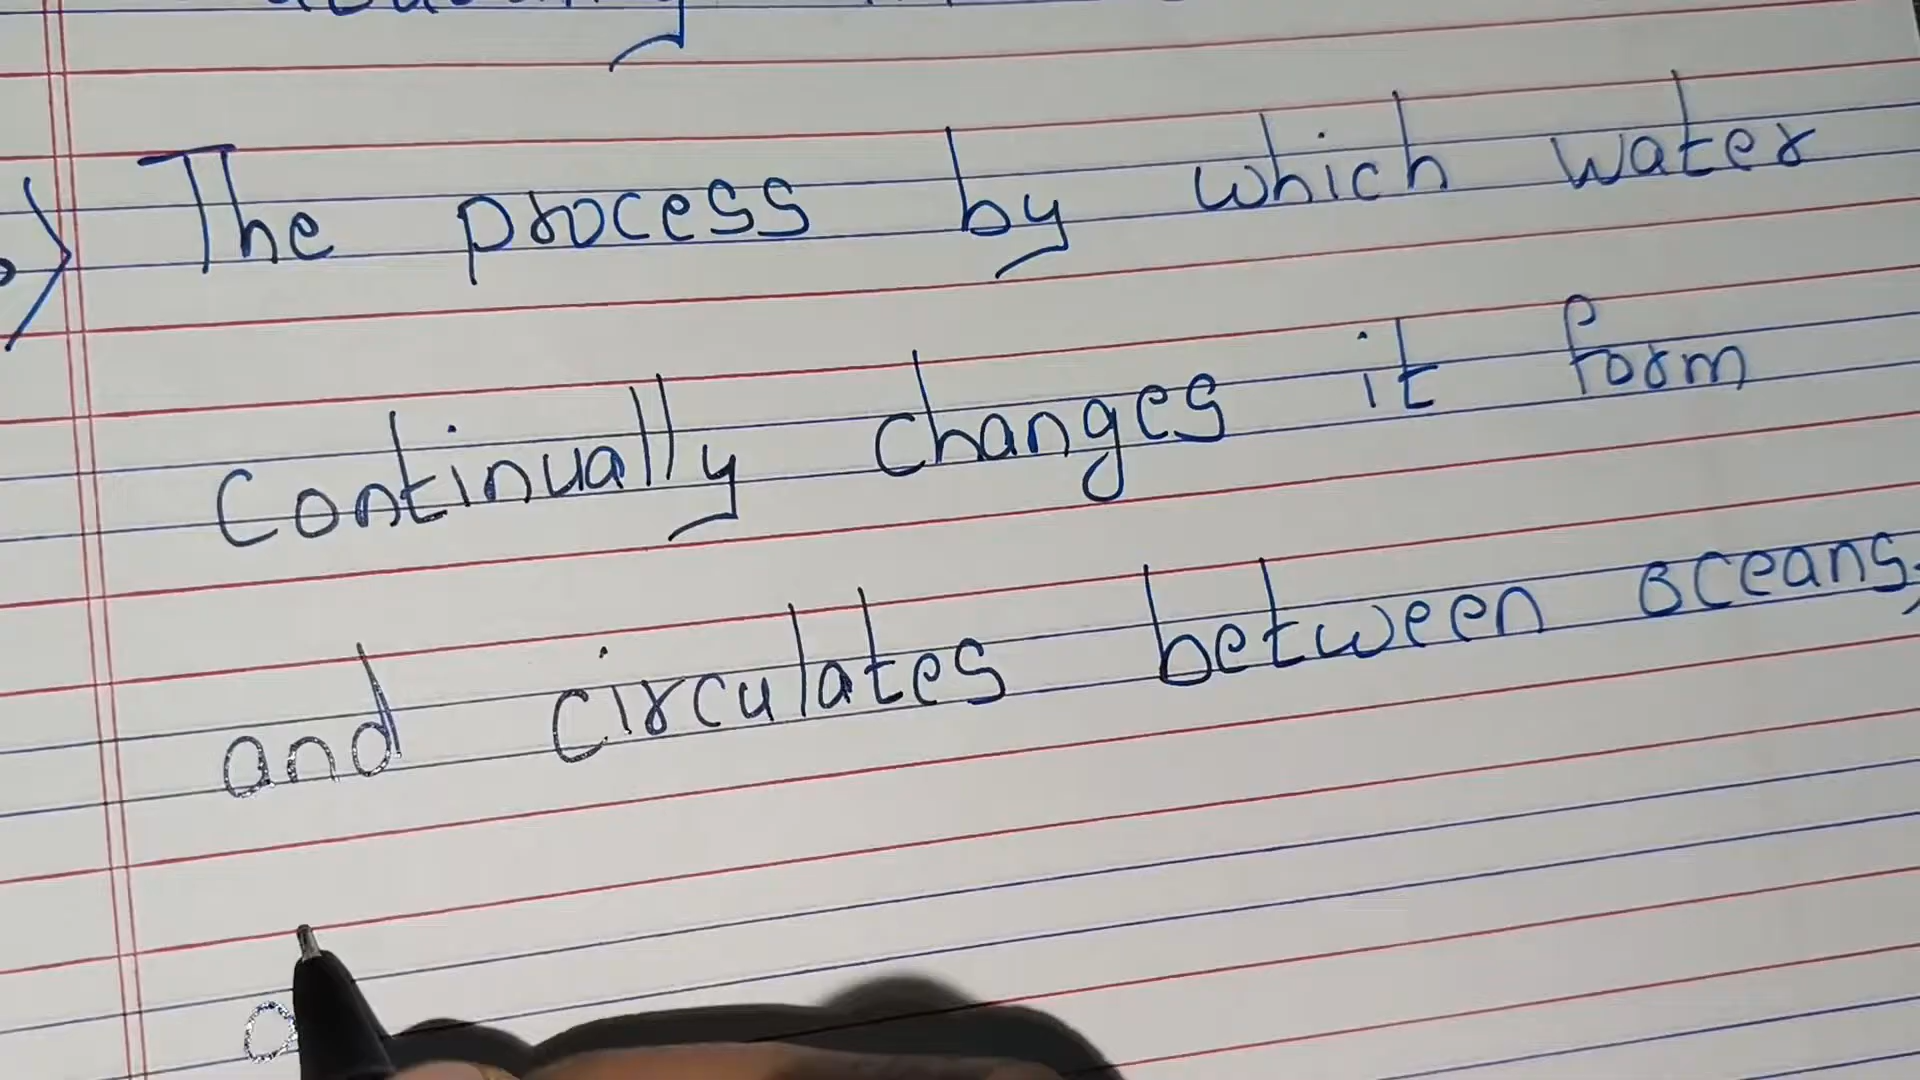 The process by which water
continually changes it form
and circulates between oceans,